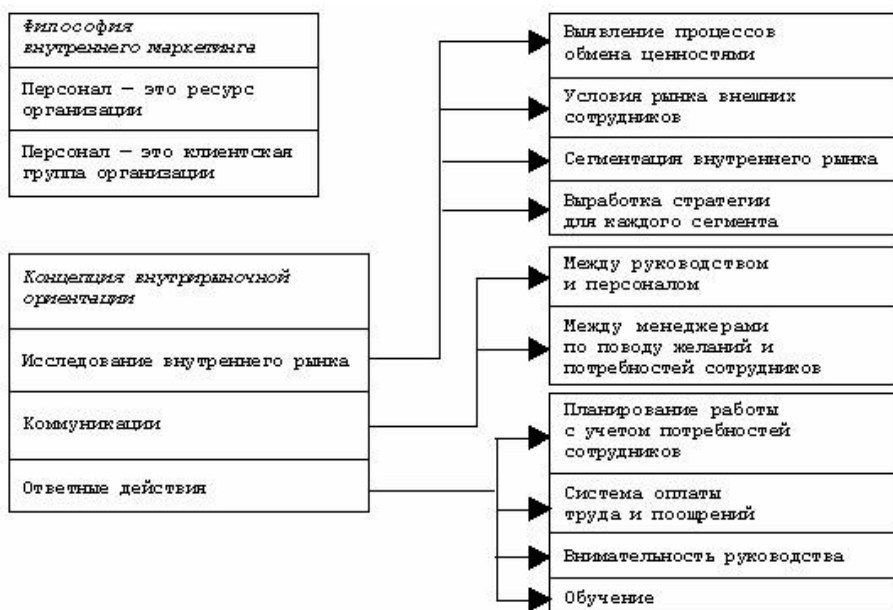 Философия
внутреннего маркетинга
Персонал — это ресурс
организации
Персонал — это клиентская
группа организации
Концепция внутрирыночной
ориентации
Исследование внутреннего рынка
Коммуникации
Ответные действия
Выявление процессов
обмена ценностями
Условия рынка внешних
сотрудников
Сегментация внутреннего рынка
Выработка стратегии
для каждого сегмента
Между руководством
и персоналом
Между менеджерами
по поводу желаний и
потребностей сотрудников
Планирование работы
с учетом потребностей
сотрудников
Система оплаты
труда и поощрений
Внимательность руководства
Обучение